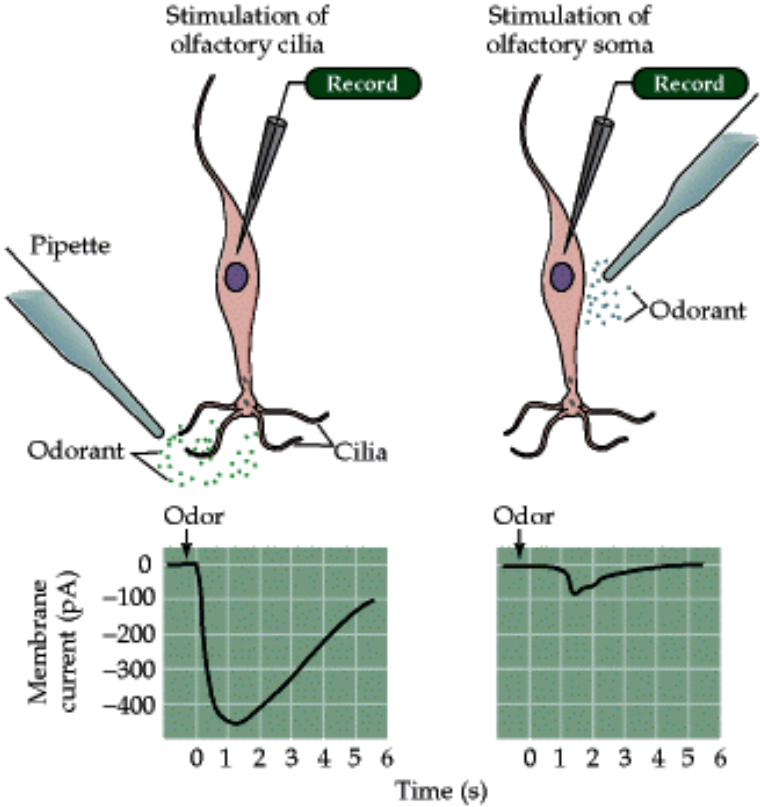 Stimulation of
olfactory cilia
Stimulation of
olfactory soma
Record
Record
Pipette
Odorant
Odorant
Cilia
Odor
Odor
Membrane
current (pA)
0
−100
−200
−300
−400
0 1 2 3 4 5 6
0 1 2 3 4 5 6
Time (s)